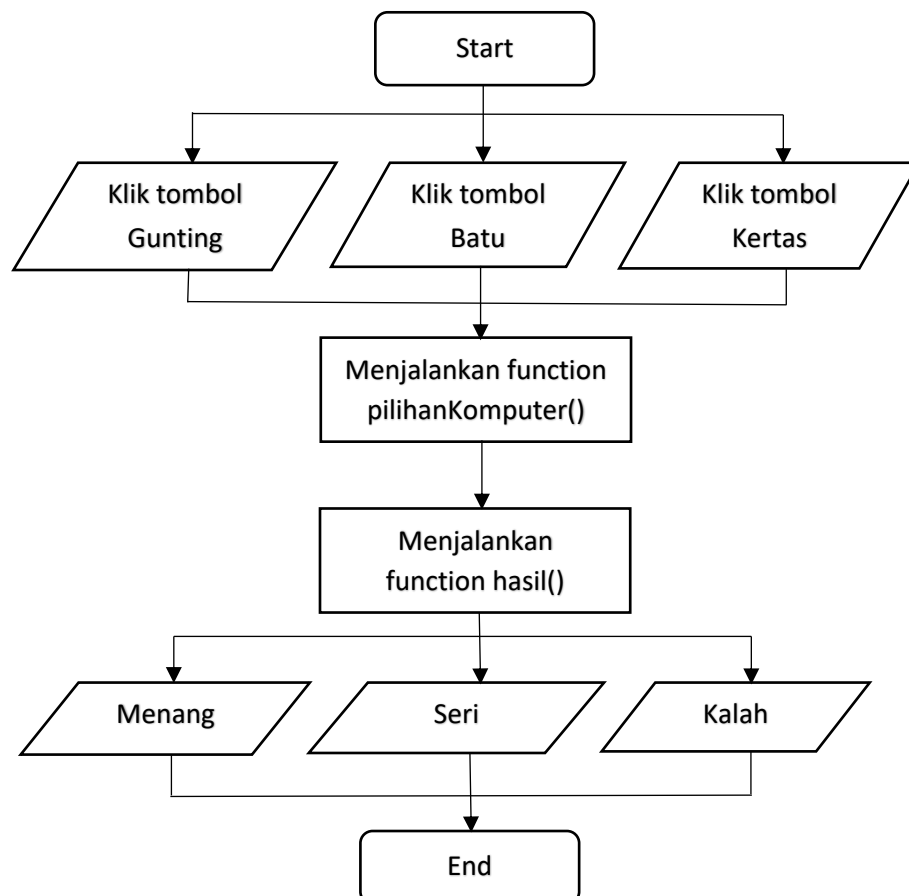 Start
Klik tombol
Gunting
Klik tombol
Batu
Klik tombol
Kertas
Menjalankan function
pilihanKomputer()
Menjalankan
function hasil()
Menang
Seri
Kalah
End